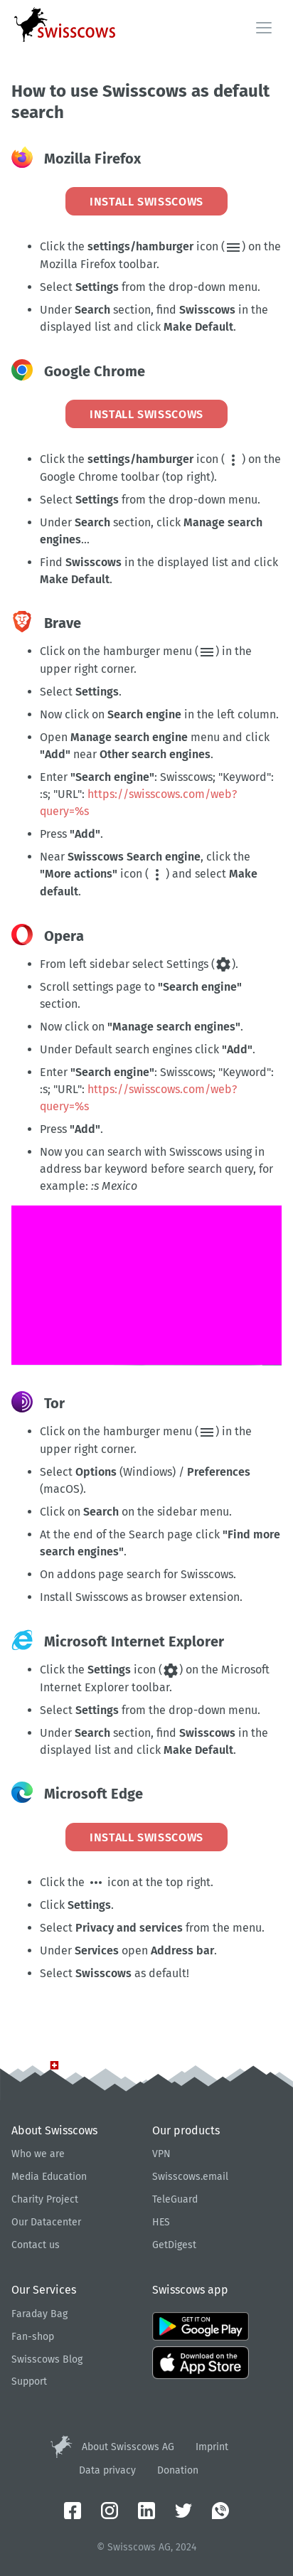 swisscows
How to use Swisscows as default
search
Mozilla Firefox
INSTALL SWISSCOWS
• Click the settings/hamburger icon ( ) on the
Mozilla Firefox toolbar.
• Select Settings from the drop-down menu.
• Under Search section, find Swisscows in the
displayed list and click Make Default.
Google Chrome
INSTALL SWISSCOWS
• Click the settings/hamburger icon ( ) on the
Google Chrome toolbar (top right).
• Select Settings from the drop-down menu.
• Under Search section, click Manage search
engines...
• Find Swisscows in the displayed list and click
Make Default.
Brave
• Click on the hamburger menu ( ) in the
upper right corner.
• Select Settings.
• Now click on Search engine in the left column.
• Open Manage search engine menu and click
"Add" near Other search engines.
• Enter "Search engine": Swisscows; "Keyword":
:s; "URL": https://swisscows.com/web?
query=%s
• Press "Add".
• Near Swisscows Search engine, click the
"More actions" icon ( ) and select Make
default.
Opera
• From left sidebar select Settings ( ).
• Scroll settings page to "Search engine"
section.
• Now click on "Manage search engines".
• Under Default search engines click "Add".
• Enter "Search engine": Swisscows; "Keyword":
:s; "URL": https://swisscows.com/web?
query=%s
• Press "Add".
• Now you can search with Swisscows using in
address bar keyword before search query, for
example: :s Mexico
Tor
• Click on the hamburger menu ( ) in the
upper right corner.
• Select Options (Windiows) / Preferences
(macOS).
• Click on Search on the sidebar menu.
• At the end of the Search page click "Find more
search engines".
• On addons page search for Swisscows.
• Install Swisscows as browser extension.
Microsoft Internet Explorer
• Click the Settings icon ( ) on the Microsoft
Internet Explorer toolbar.
• Select Settings from the drop-down menu.
• Under Search section, find Swisscows in the
displayed list and click Make Default.
Microsoft Edge
INSTALL SWISSCOWS
• Click the ••• icon at the top right.
• Click Settings.
• Select Privacy and services from the menu.
• Under Services open Address bar.
• Select Swisscows as default!
About Swisscows
Who we are
Media Education
Charity Project
Our Datacenter
Contact us
Our products
VPN
Swisscows.email
TeleGuard
HES
GetDigest
Our Services
Faraday Bag
Fan-shop
Swisscows Blog
Support
Swisscows app
GET IT ON
Google Play
Download on the
App Store
About Swisscows AG Imprint
Data privacy Donation
© Swisscows AG, 2024